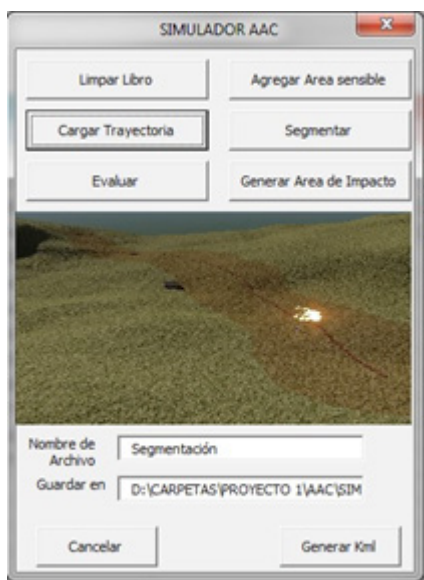 SIMULADOR AAC
Limpar Libro
Agregar Area sensible
Cargar Trayectoria
Segmentar
Evaluar
Generar Area de Impacto
Nombre de
Archivo
Segmentación
Guardar en
D:\CARPETAS\PROYECTO 1\AAC\SIM
Cancelar
Generar Kml